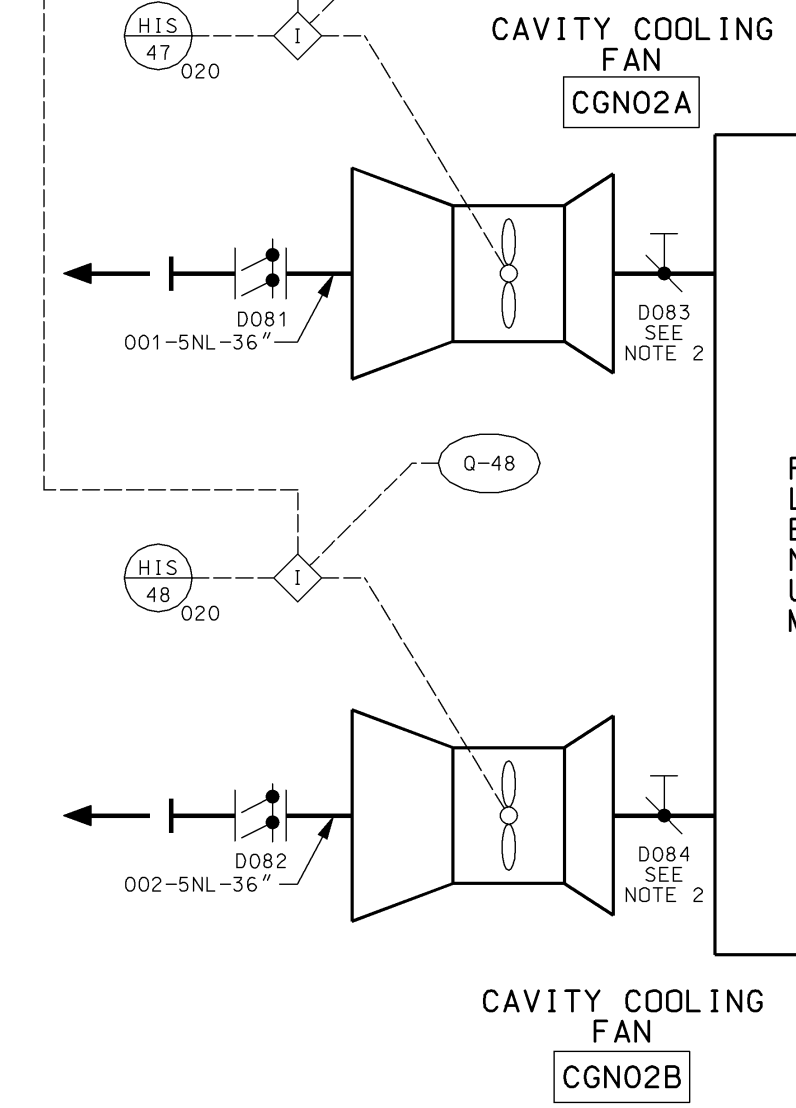 HIS
47
020
I
CAVITY COOLING
FAN
CGN02A
D081
001-5NL-36"
D083
SEE
NOTE 2
Q-48
HIS
48
020
I
P
L
E
N
U
M
D082
002-5NL-36"
D084
SEE
NOTE 2
CAVITY COOLING
FAN
CGN02B